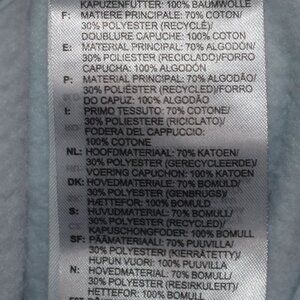 KAPUZENFUTTER: 100% BAUMWOLLE
F: MATIERE PRINCIPALE: 70% COTON/
30% POLYESTER (RECYCLÉ)/
DOUBLURE CAPUCHE: 100% COTON
E: MATERIAL PRINCIPAL: 70% ALGODÓN/
30% POLIÉSTER (RECICLADO)/FORRO
CAPUCHA: 100% ALGODÓN
P: MATERIAL PRINCIPAL: 70% ALGODÃO/
30% POLYESTER (RECYCLED)/FORRO
DO CAPUZ: 100% ALGODÃO
I: PRIMO TESSUTO: 70% COTONE/
30% POLIESTERE (RICICLATO)/
FODERA DEL CAPPUCCIO:
100% COTONE
NL: HOOFDMATERIAAL: 70% KATOEN/
30% POLYESTER (GERECYCLEERDE)/
VOERING CAPUCHON: 100% KATOEN
DK: HOVEDMATERIALE: 70% BOMULD/
30% POLYESTER (GENBRUGS)/
HÆTTEFOR: 100% BOMULD
S: HUVUDMATERIAL: 70% BOMULL/
30% POLYESTER (RECYCLED)/
KAPUSCHONGFODER: 100% BOMULL
SF: PÄÄMATERIAALI: 70% PUUVILLA/
30% POLYESTERI (KIERRÄTETTY)/
HUPUN VUORI: 100% PUUVILLA
N: HOVEDMATERIALE: 70% BOMULL/
30% POLYESTER (RESIRKULERT)/
HETTEFOR: 100% BOMULL